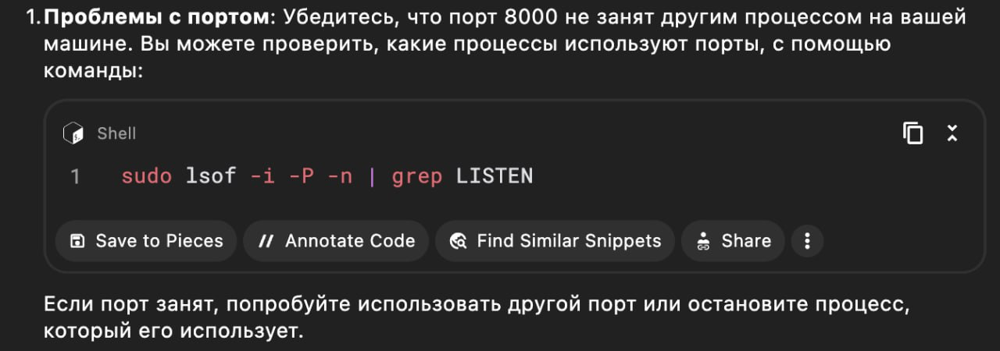 1. Проблемы с портом: Убедитесь, что порт 8000 не занят другим процессом на вашей
машине. Вы можете проверить, какие процессы используют порты, с помощью
команды:
Shell
1 sudo lsof -i -P -n | grep LISTEN
Save to Pieces // Annotate Code Find Similar Snippets Share
Если порт занят, попробуйте использовать другой порт или остановите процесс,
который его использует.